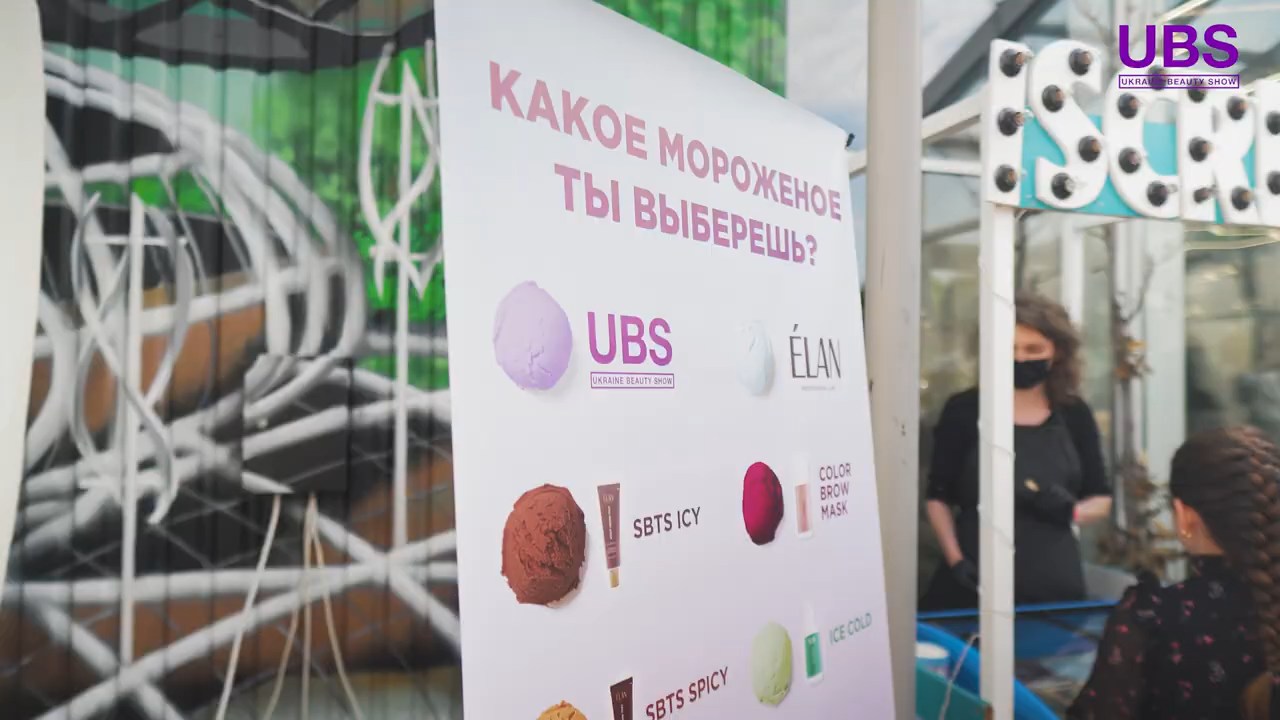 UBS
UKRAINE BEAUTY SHOW
SCR
КАКОЕ МОРОЖЕНОЕ
ТЫ ВЫБЕРЕШЬ?
UBS
UKRAINE BEAUTY SHOW
ÉLAN
SBTS ICY
COLOR
BROW
MASK
ICE COLD
SBTS SPICY